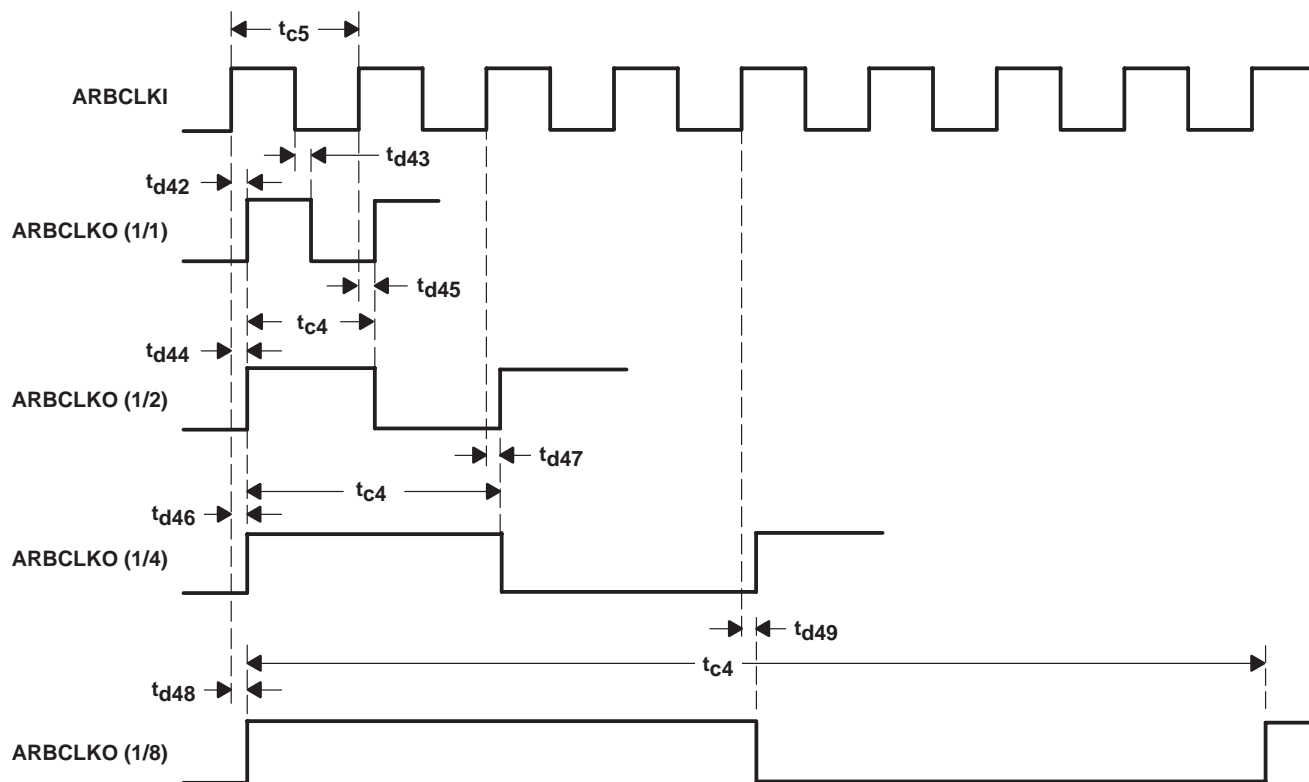 tc5
ARBCLKI
td43
td42
ARBCLKO (1/1)
td45
tc4
td44
ARBCLKO (1/2)
td47
tc4
td46
ARBCLKO (1/4)
td49
tc4
td48
ARBCLKO (1/8)